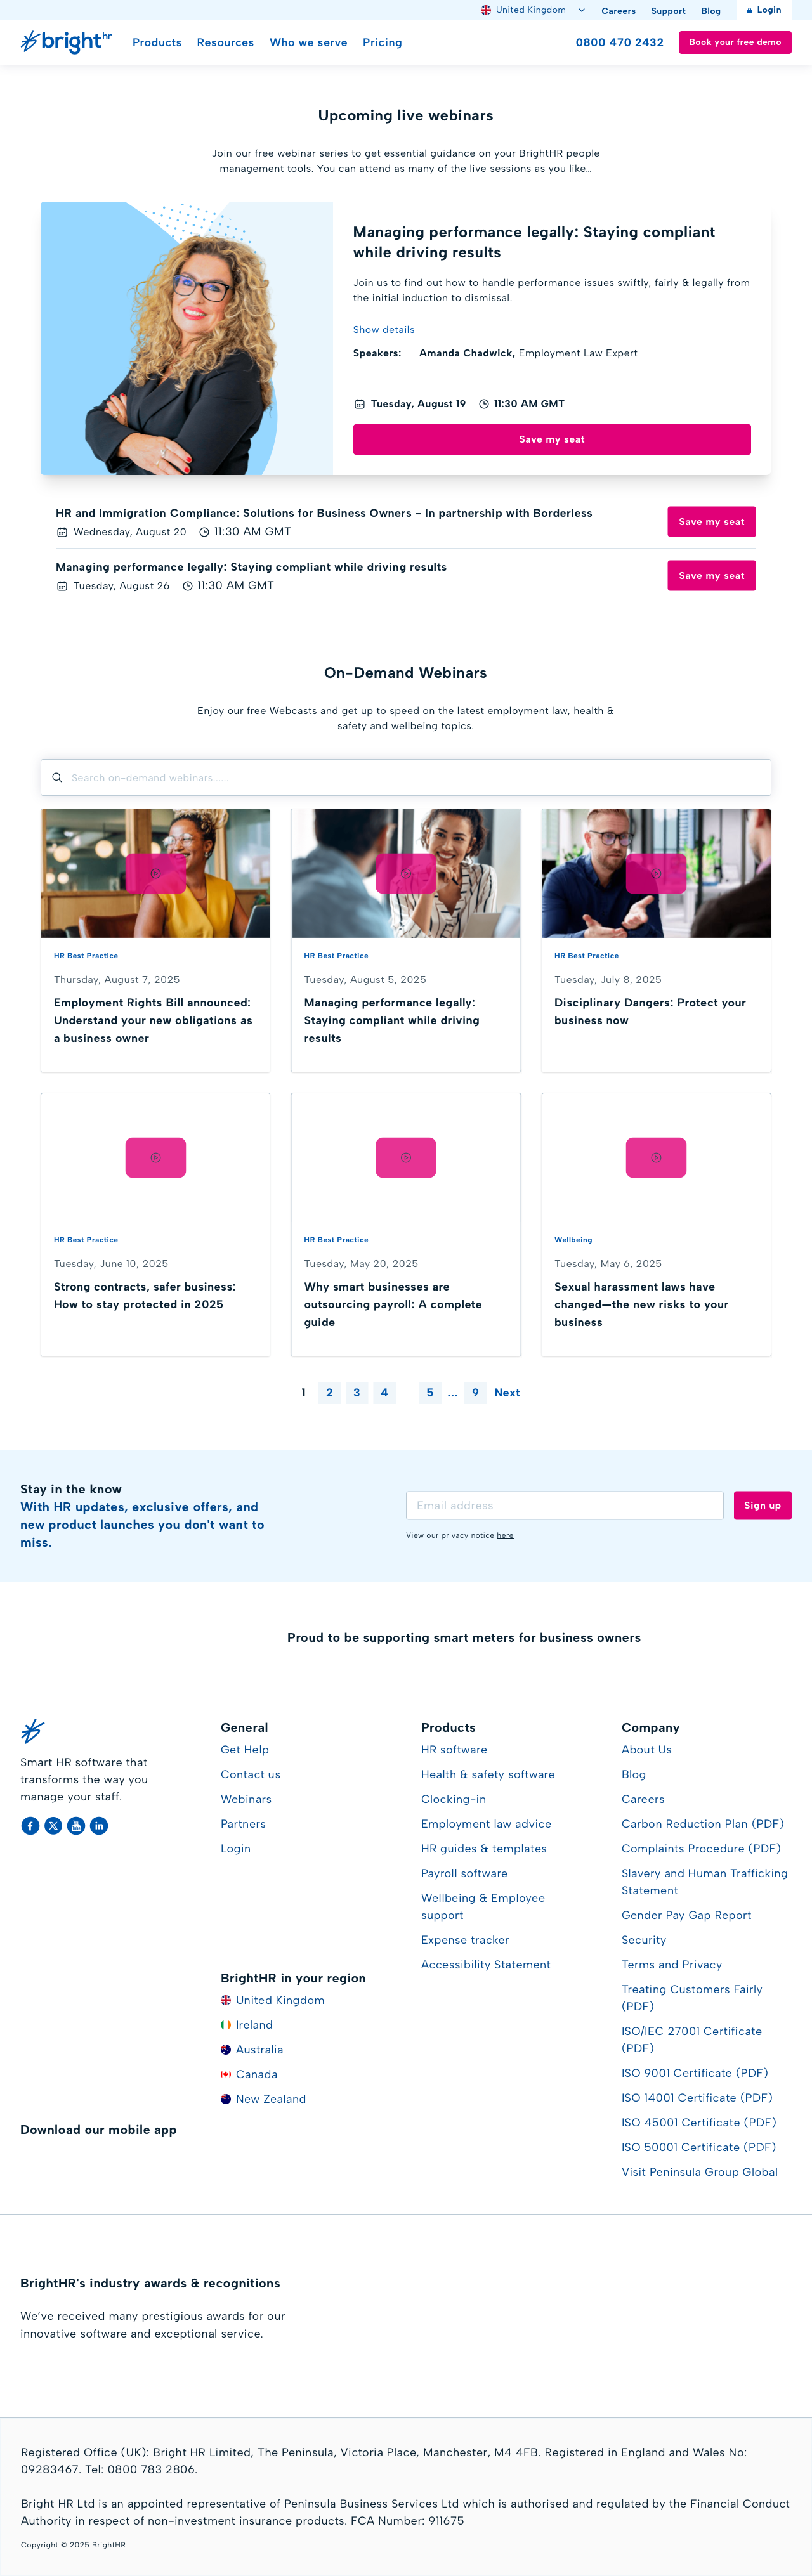 United Kingdom
Careers
Support
Blog
Login
bright hr
Products
Resources
Who we serve
Pricing
0800 470 2432
Book your free demo
Upcoming live webinars
Join our free webinar series to get essential guidance on your BrightHR people
management tools. You can attend as many of the live sessions as you like…
Managing performance legally: Staying compliant
while driving results
Join us to find out how to handle performance issues swiftly, fairly & legally from
the initial induction to dismissal.
Show details
Speakers: Amanda Chadwick, Employment Law Expert
Tuesday, August 19 11:30 AM GMT
Save my seat
HR and Immigration Compliance: Solutions for Business Owners - In partnership with Borderless
Wednesday, August 20 11:30 AM GMT
Save my seat
Managing performance legally: Staying compliant while driving results
Tuesday, August 26 11:30 AM GMT
Save my seat
On-Demand Webinars
Enjoy our free Webcasts and get up to speed on the latest employment law, health &
safety and wellbeing topics.
Search on-demand webinars......
HR Best Practice
Thursday, August 7, 2025
Employment Rights Bill announced:
Understand your new obligations as
a business owner
HR Best Practice
Tuesday, August 5, 2025
Managing performance legally:
Staying compliant while driving
results
HR Best Practice
Tuesday, July 8, 2025
Disciplinary Dangers: Protect your
business now
HR Best Practice
Tuesday, June 10, 2025
Strong contracts, safer business:
How to stay protected in 2025
HR Best Practice
Tuesday, May 20, 2025
Why smart businesses are
outsourcing payroll: A complete
guide
Wellbeing
Tuesday, May 6, 2025
Sexual harassment laws have
changed—the new risks to your
business
1 2 3 4 5 ... 9 Next
Stay in the know
With HR updates, exclusive offers, and
new product launches you don't want to
miss.
Email address
Sign up
View our privacy notice here
Proud to be supporting smart meters for business owners
Smart HR software that
transforms the way you
manage your staff.
General
Get Help
Contact us
Webinars
Partners
Login
BrightHR in your region
United Kingdom
Ireland
Australia
Canada
New Zealand
Products
HR software
Health & safety software
Clocking-in
Employment law advice
HR guides & templates
Payroll software
Wellbeing & Employee
support
Expense tracker
Accessibility Statement
Company
About Us
Blog
Careers
Carbon Reduction Plan (PDF)
Complaints Procedure (PDF)
Slavery and Human Trafficking
Statement
Gender Pay Gap Report
Security
Terms and Privacy
Treating Customers Fairly
(PDF)
ISO/IEC 27001 Certificate
(PDF)
ISO 9001 Certificate (PDF)
ISO 14001 Certificate (PDF)
ISO 45001 Certificate (PDF)
ISO 50001 Certificate (PDF)
Visit Peninsula Group Global
Download our mobile app
BrightHR's industry awards & recognitions
We've received many prestigious awards for our
innovative software and exceptional service.
Registered Office (UK): Bright HR Limited, The Peninsula, Victoria Place, Manchester, M4 4FB. Registered in England and Wales No:
09283467. Tel: 0800 783 2806.
Bright HR Ltd is an appointed representative of Peninsula Business Services Ltd which is authorised and regulated by the Financial Conduct
Authority in respect of non-investment insurance products. FCA Number: 911675
Copyright © 2025 BrightHR